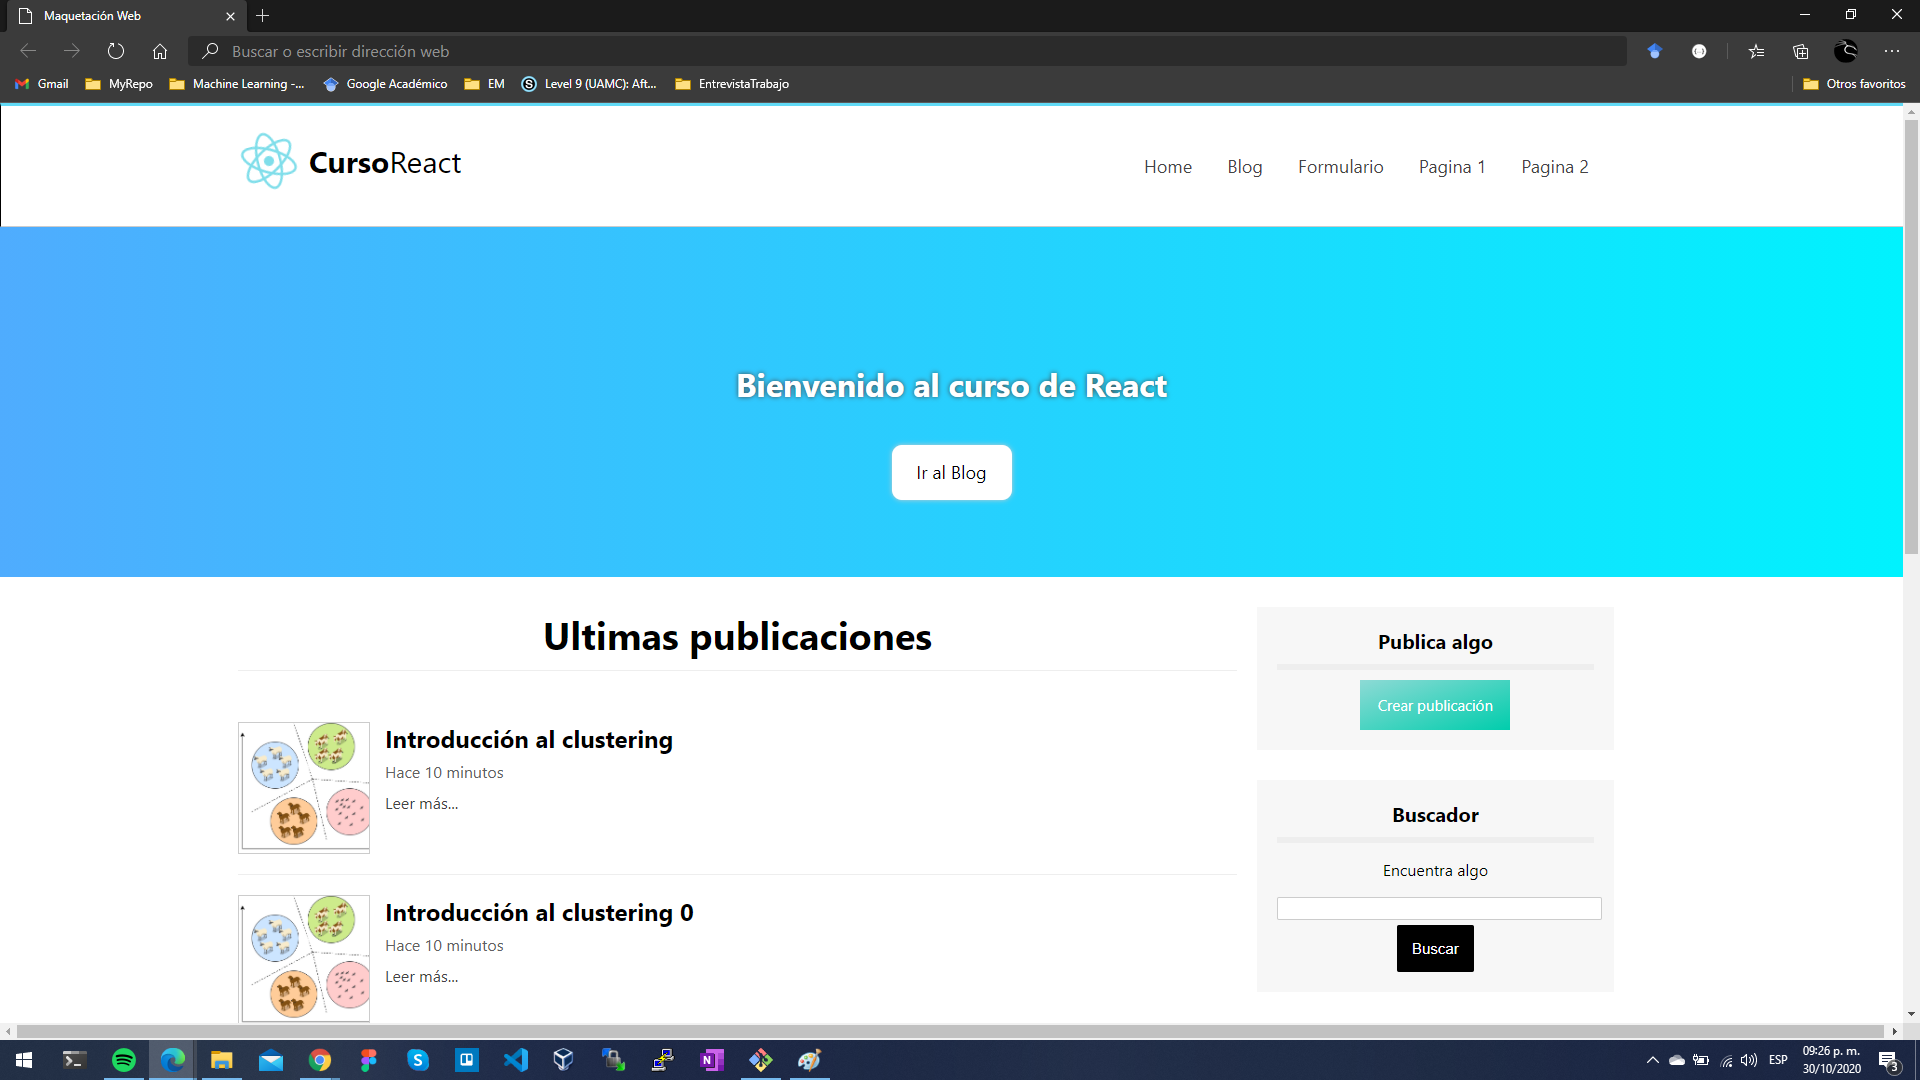 Maquetación Web
Buscar o escribir dirección web
Gmail MyRepo Machine Learning -... Google Académico EM Level 9 (UAMC): Aft... EntrevistaTrabajo Otros favoritos
CursoReact
Home Blog Formulario Pagina 1 Pagina 2
Bienvenido al curso de React
Ir al Blog
Ultimas publicaciones
Introducción al clustering
Hace 10 minutos
Leer más...
Introducción al clustering 0
Hace 10 minutos
Leer más...
Publica algo
Crear publicación
Buscador
Encuentra algo
Buscar
ESP
09:26 p. m.
30/10/2020
3